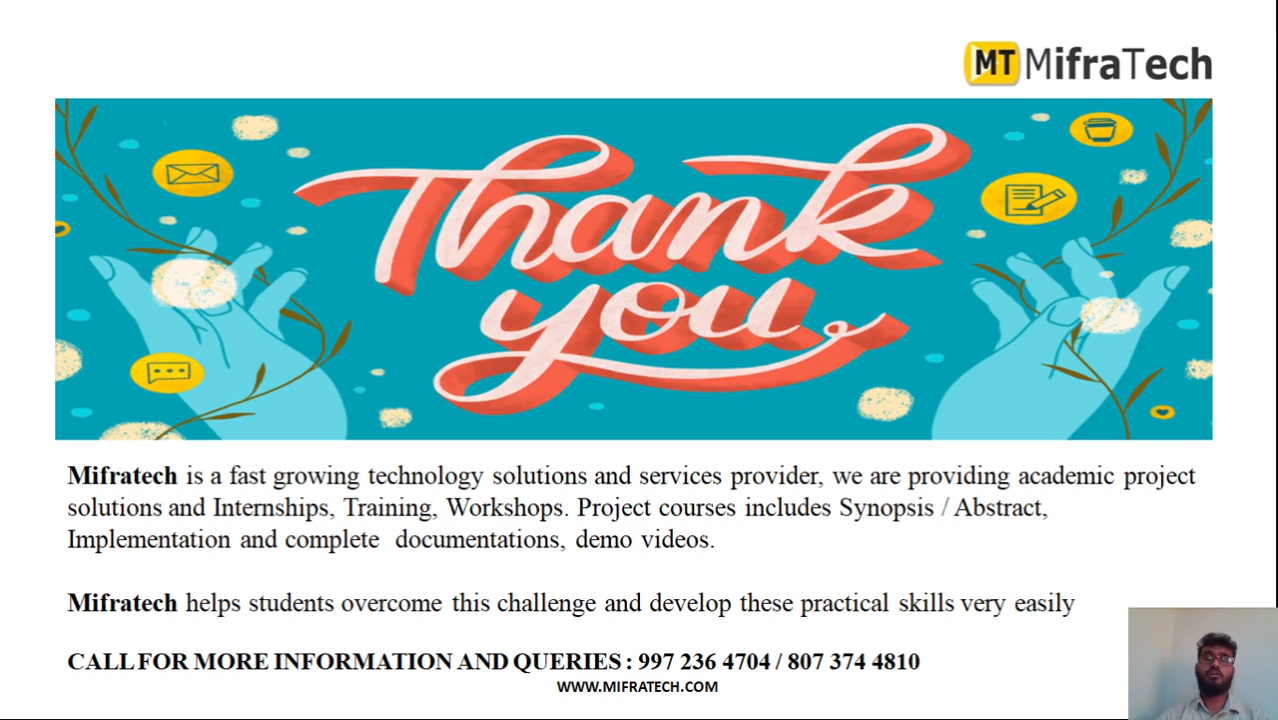 MT MifraTech
Thank
you
Mifratech is a fast growing technology solutions and services provider, we are providing academic project
solutions and Internships, Training, Workshops. Project courses includes Synopsis / Abstract,
Implementation and complete documentations, demo videos.
Mifratech helps students overcome this challenge and develop these practical skills very easily
CALL FOR MORE INFORMATION AND QUERIES : 997 236 4704 / 807 374 4810
WWW.MIFRATECH.COM